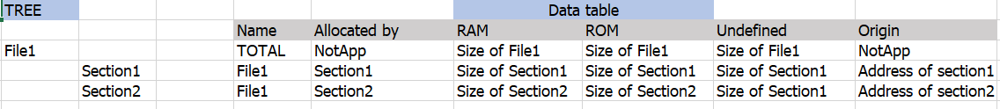 TREE Data table
Name Allocated by RAM ROM Undefined Origin
File1 TOTAL NotApp Size of File1 Size of File1 Size of File1 NotApp
Section1 File1 Section1 Size of Section1 Size of Section1 Size of Section1 Address of section1
Section2 File1 Section2 Size of Section2 Size of Section2 Size of Section1 Address of section2